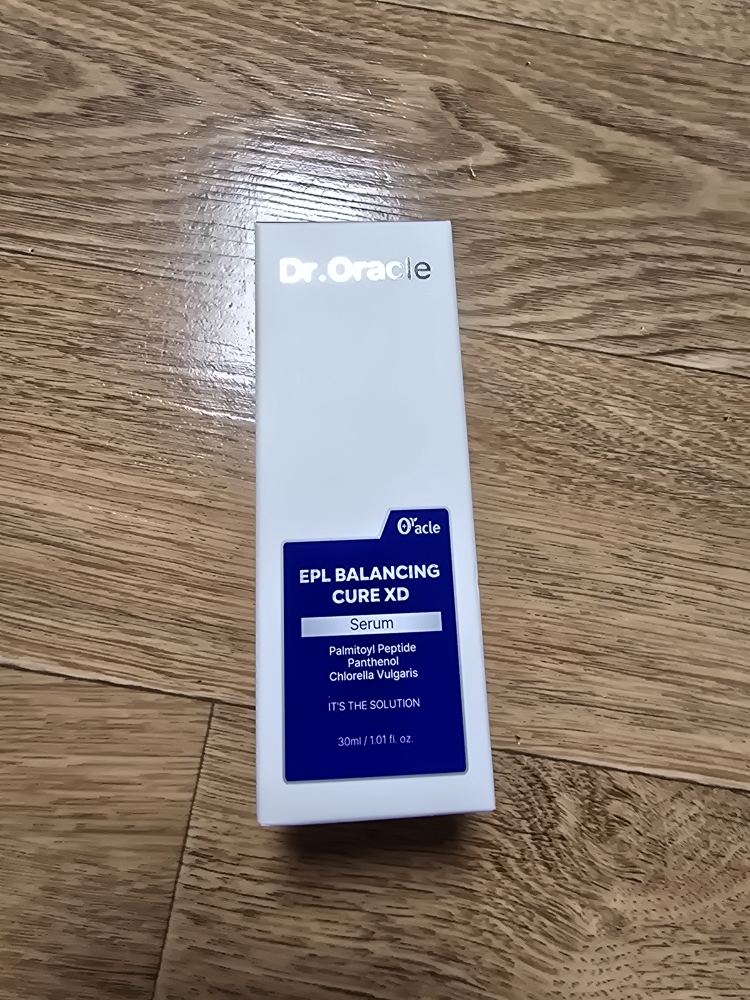 Dr.Oracle
Oracle
EPL BALANCING
CURE XD
Serum
Palmitoyl Peptide
Panthenol
Chlorella Vulgaris
IT'S THE SOLUTION
30ml / 1.01 fl. oz.